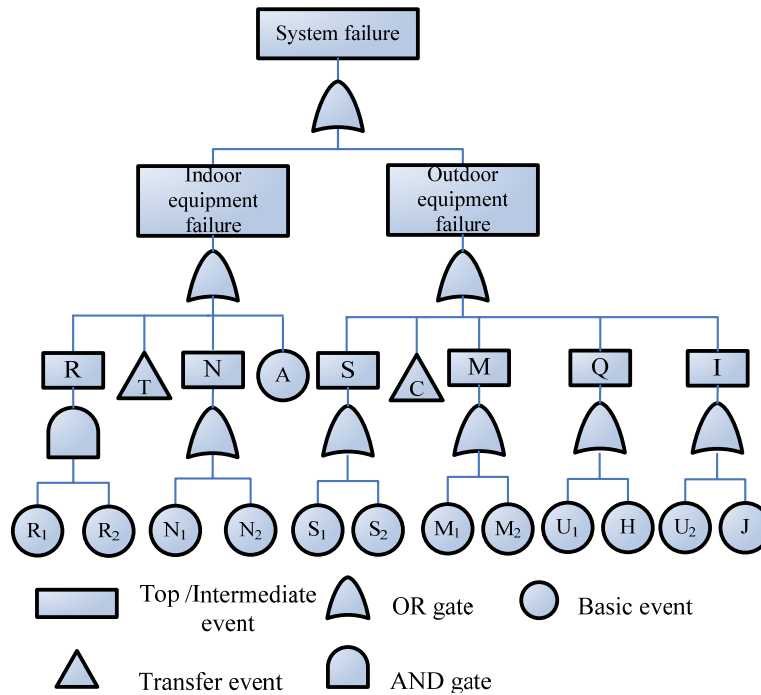 System failure
Indoor
equipment
failure
Outdoor
equipment
failure
R
T
N
A
S
C
M
Q
I
R₁
R₂
N₁
N₂
S₁
S₂
M₁
M₂
U₁
H
U₂
J
Top /Intermediate
event
OR gate
Basic event
Transfer event
AND gate